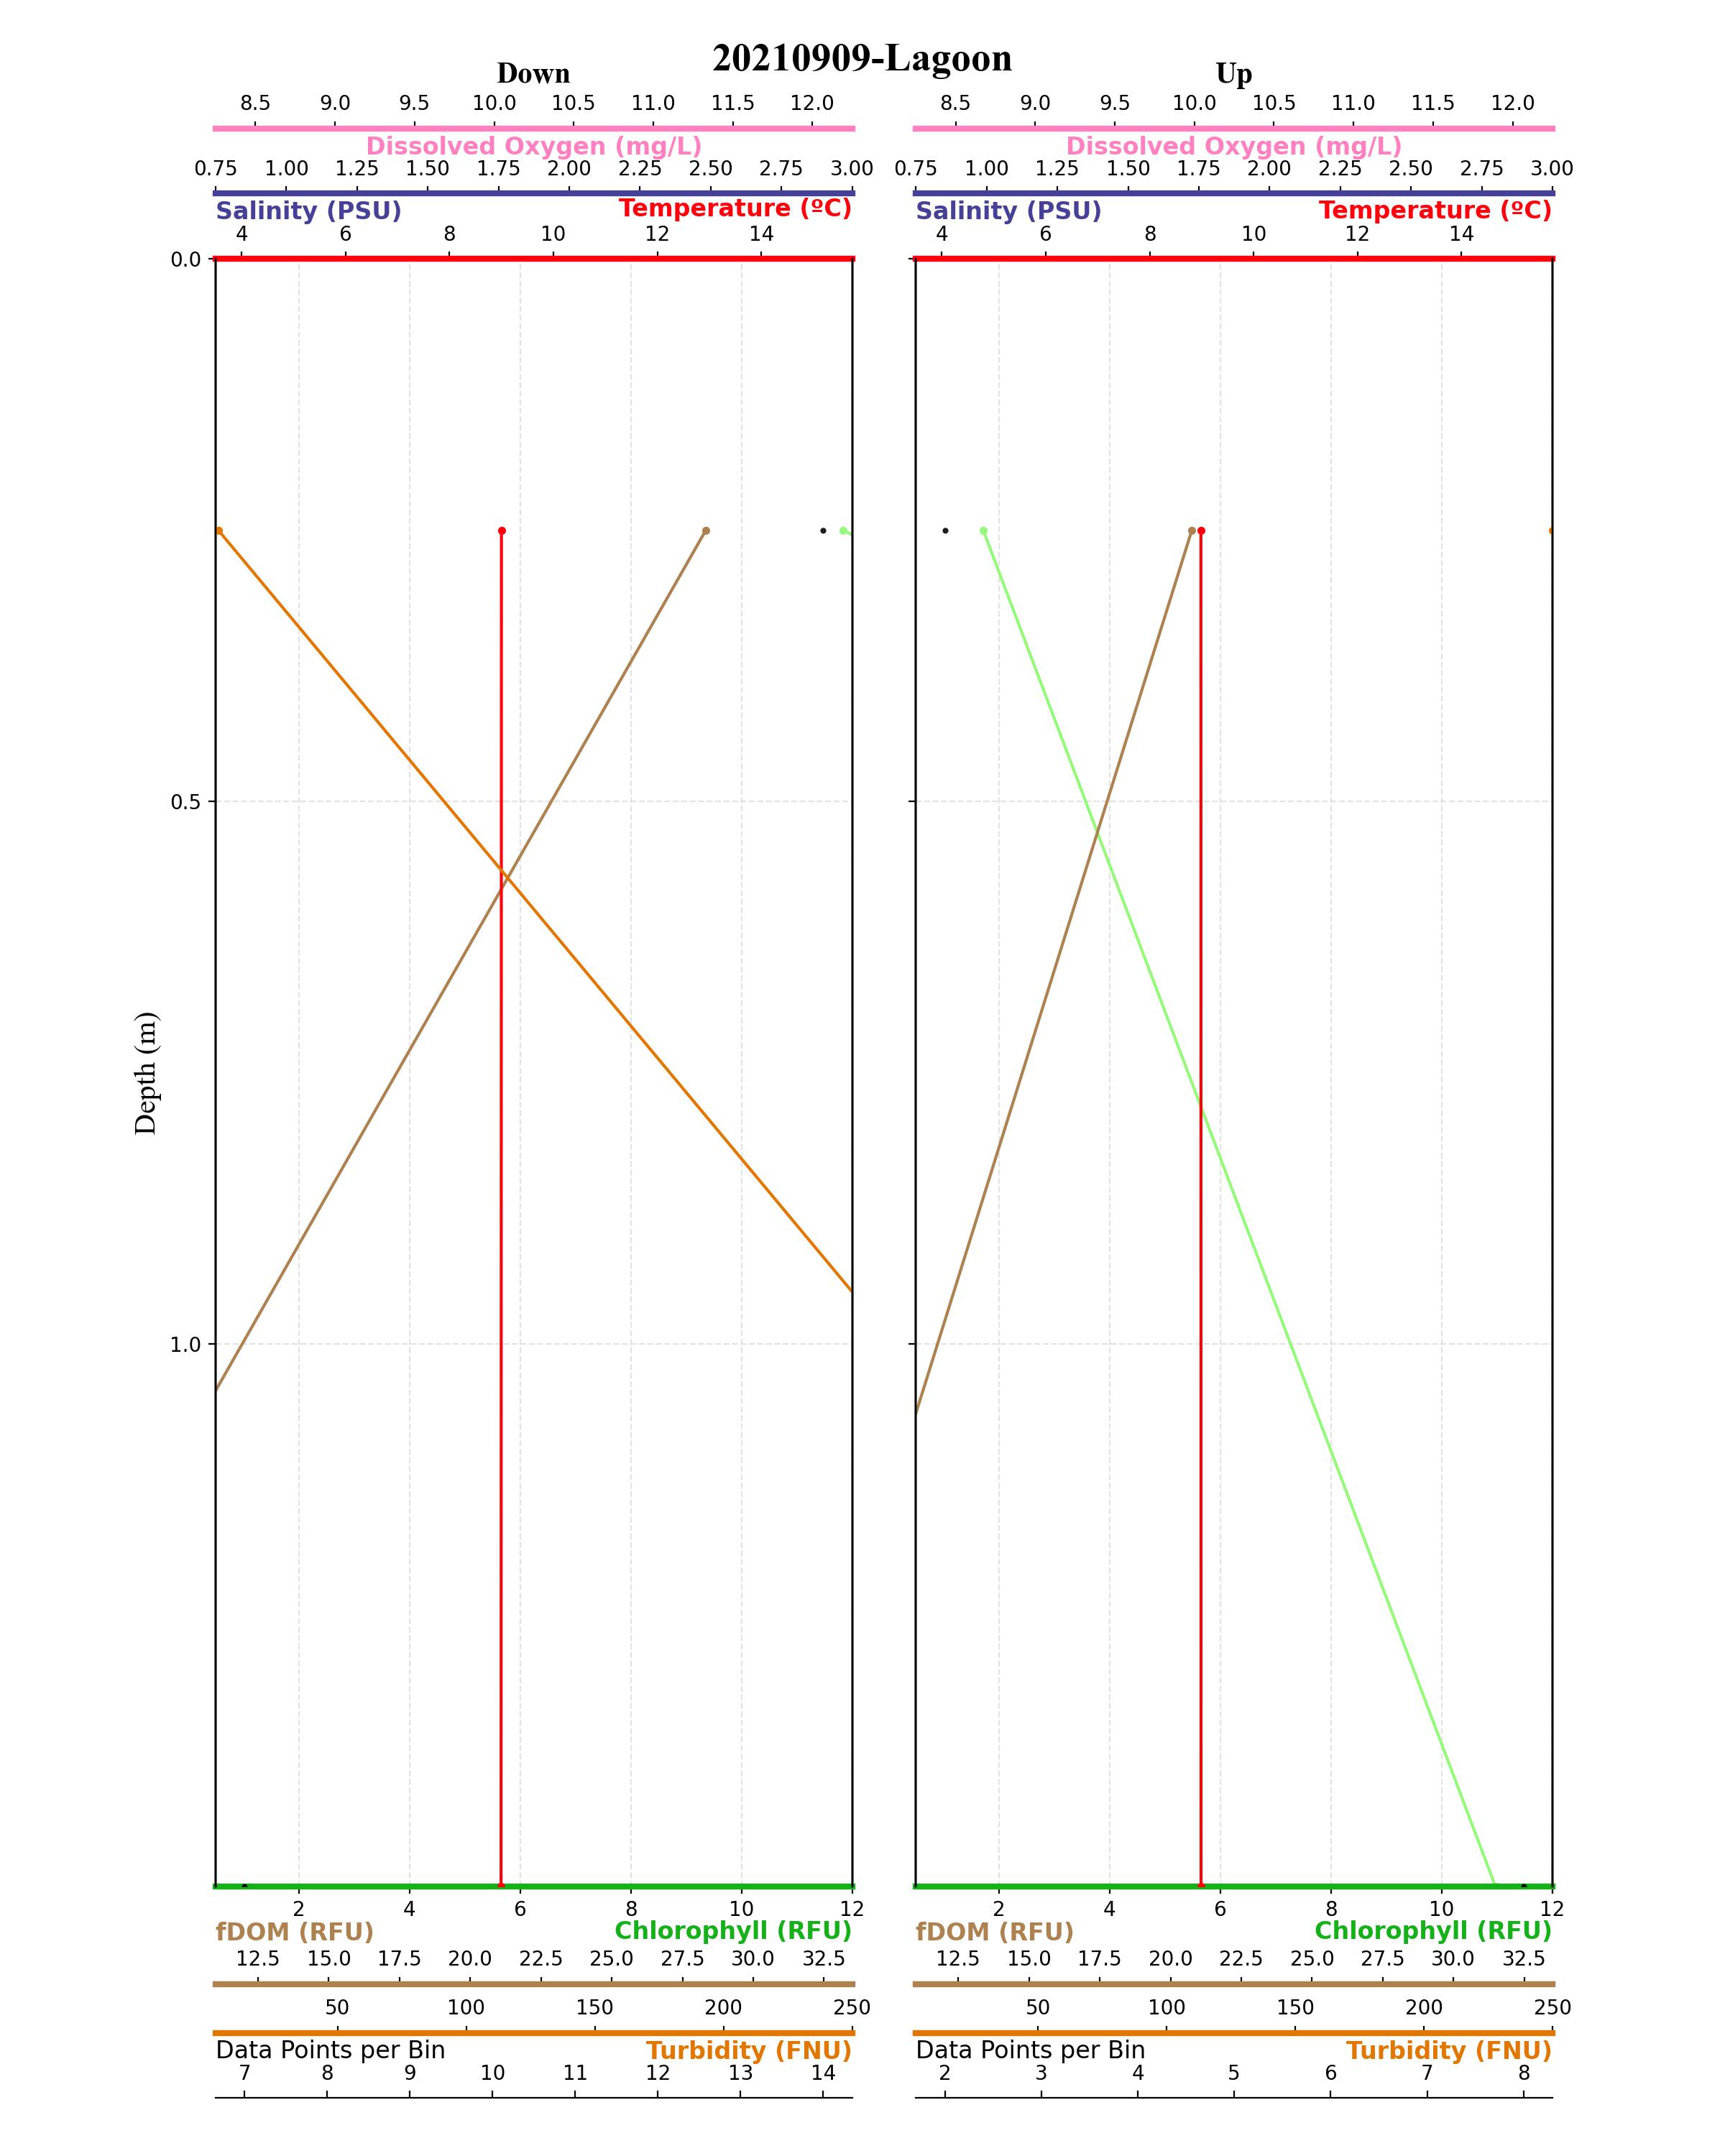 20210909-Lagoon
Down Up
8.5 9.0 9.5 10.0 10.5 11.0 11.5 12.0 8.5 9.0 9.5 10.0 10.5 11.0 11.5 12.0
Dissolved Oxygen (mg/L) Dissolved Oxygen (mg/L)
0.75 1.00 1.25 1.50 1.75 2.00 2.25 2.50 2.75 3.00 0.75 1.00 1.25 1.50 1.75 2.00 2.25 2.50 2.75 3.00
Salinity (PSU) Temperature (ºC) Salinity (PSU) Temperature (ºC)
4 6 8 10 12 14 4 6 8 10 12 14
0.0
0.5
Depth (m)
1.0
2 4 6 8 10 12 2 4 6 8 10 12
fDOM (RFU) Chlorophyll (RFU) fDOM (RFU) Chlorophyll (RFU)
12.5 15.0 17.5 20.0 22.5 25.0 27.5 30.0 32.5 12.5 15.0 17.5 20.0 22.5 25.0 27.5 30.0 32.5
50 100 150 200 250 50 100 150 200 250
Data Points per Bin Turbidity (FNU) Data Points per Bin Turbidity (FNU)
7 8 9 10 11 12 13 14 2 3 4 5 6 7 8